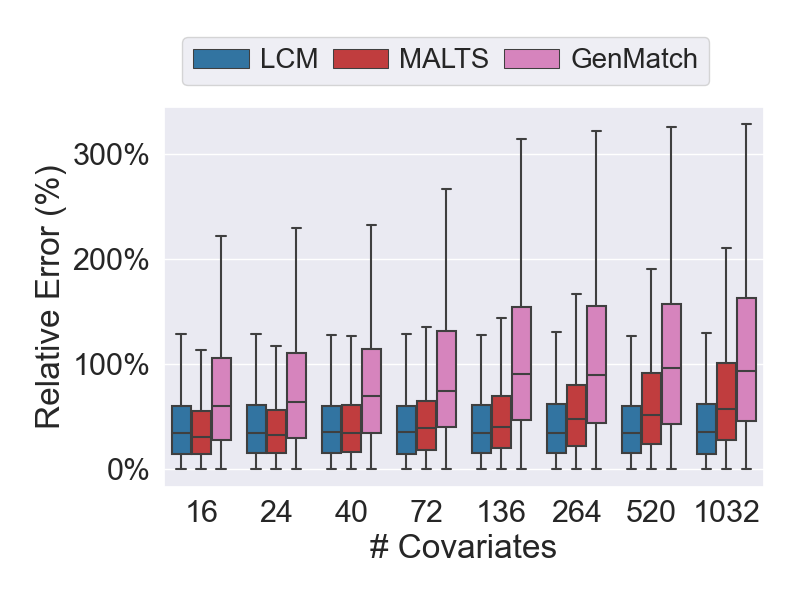 LCM MALTS GenMatch
Relative Error (%)
300%
200%
100%
0%
16 24 40 72 136 264 520 1032
# Covariates